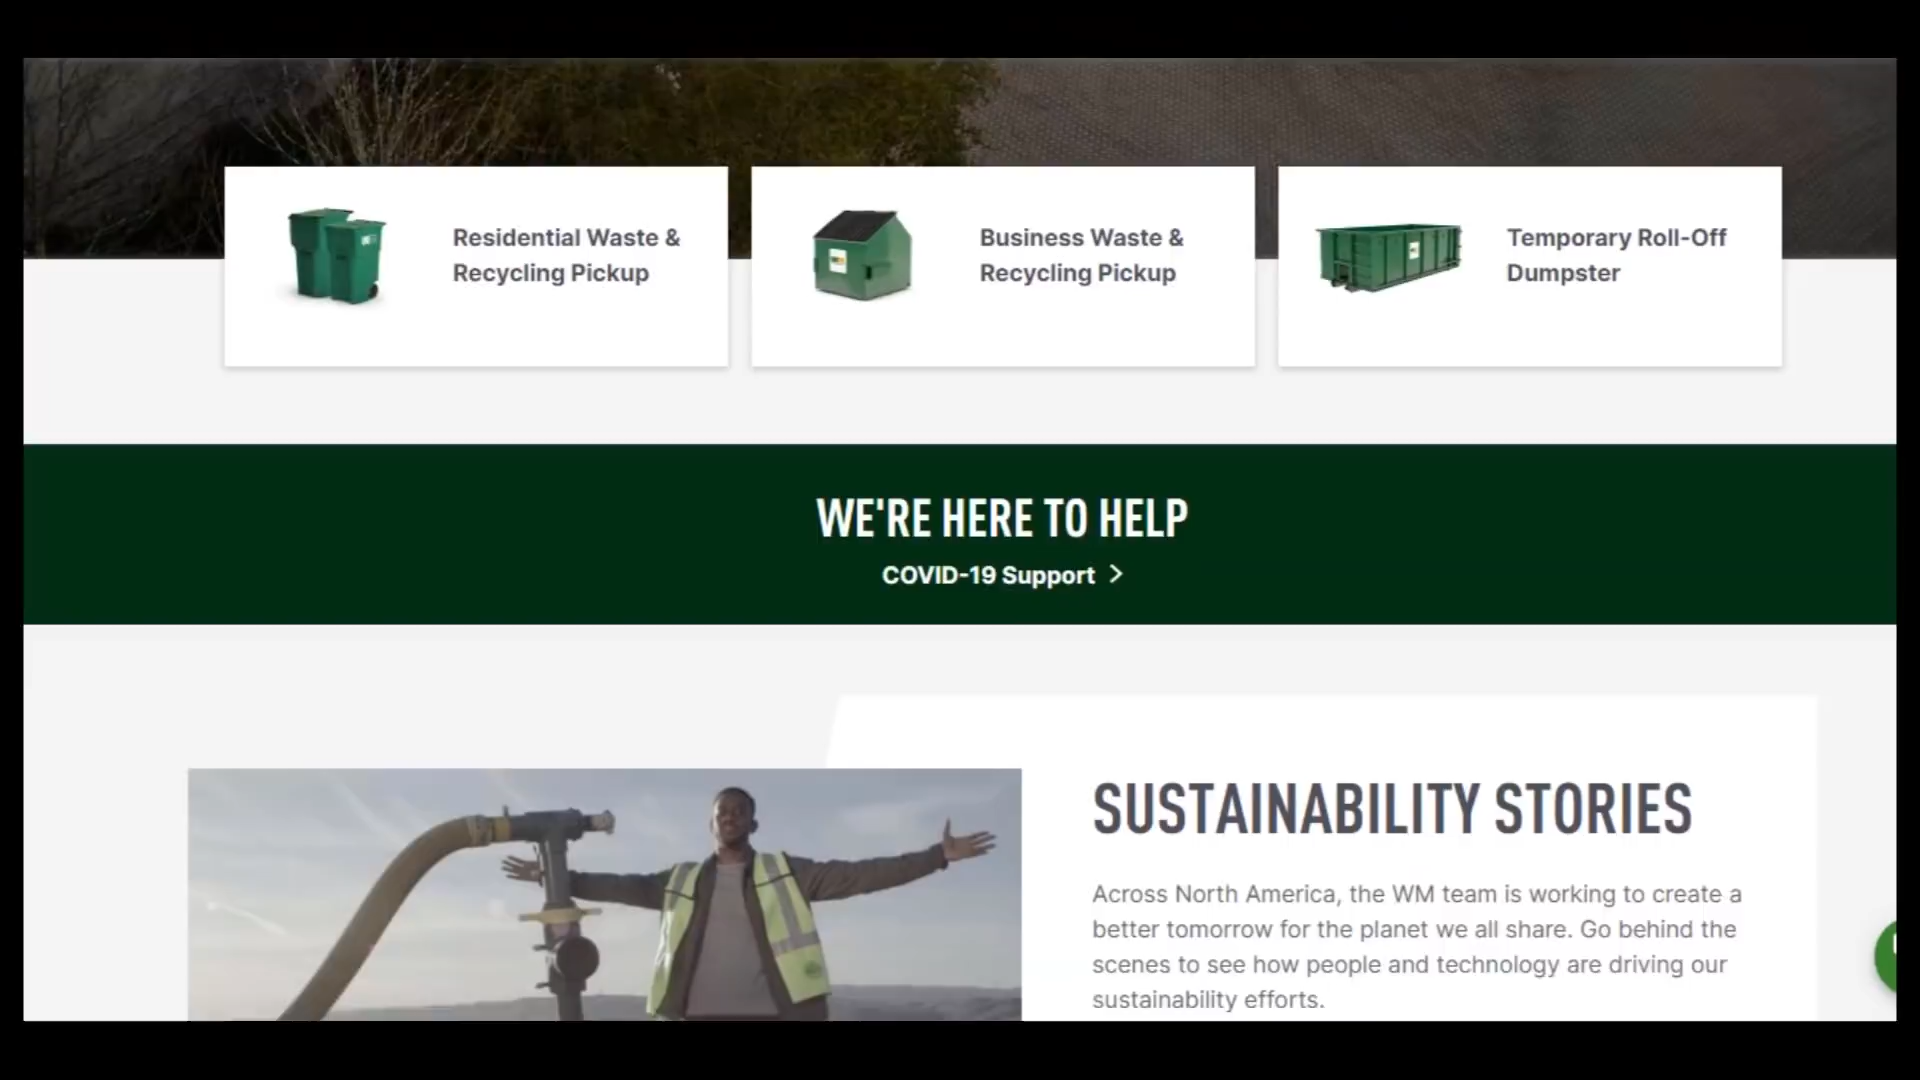 Residential Waste &
Recycling Pickup
Business Waste &
Recycling Pickup
Temporary Roll-Off
Dumpster
WE'RE HERE TO HELP
COVID-19 Support
SUSTAINABILITY STORIES
Across North America, the WM team is working to create a
better tomorrow for the planet we all share. Go behind the
scenes to see how people and technology are driving our
sustainability efforts.